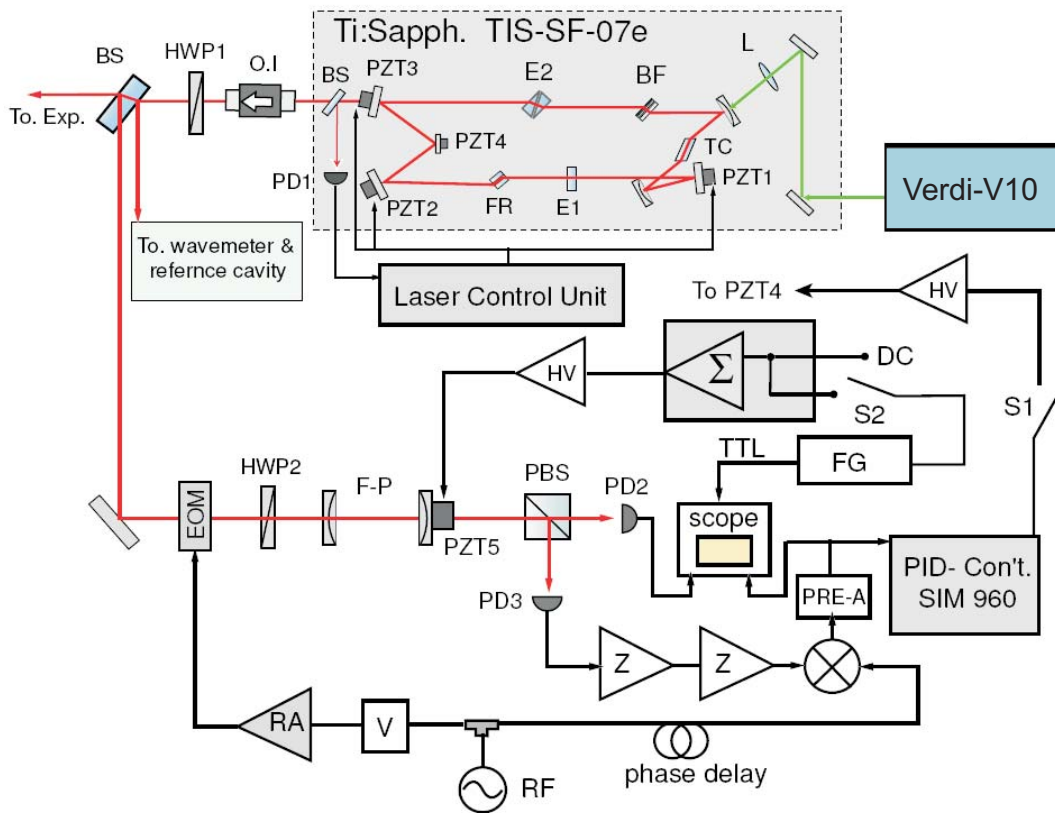 Ti:Sapph. TIS-SF-07e
BS
HWP1
O.I
BS
PZT3
E2
BF
L
To. Exp.
PZT4
TC
PD1
PZT2
FR
E1
PZT1
Verdi-V10
To. wavemeter &
refernce cavity
Laser Control Unit
To PZT4
HV
HV
Σ
DC
S2
S1
TTL
FG
HWP2
F-P
PBS
PD2
scope
EOM
PZT5
PID- Con't.
SIM 960
PRE-A
PD3
Z
Z
RA
V
RF
phase delay